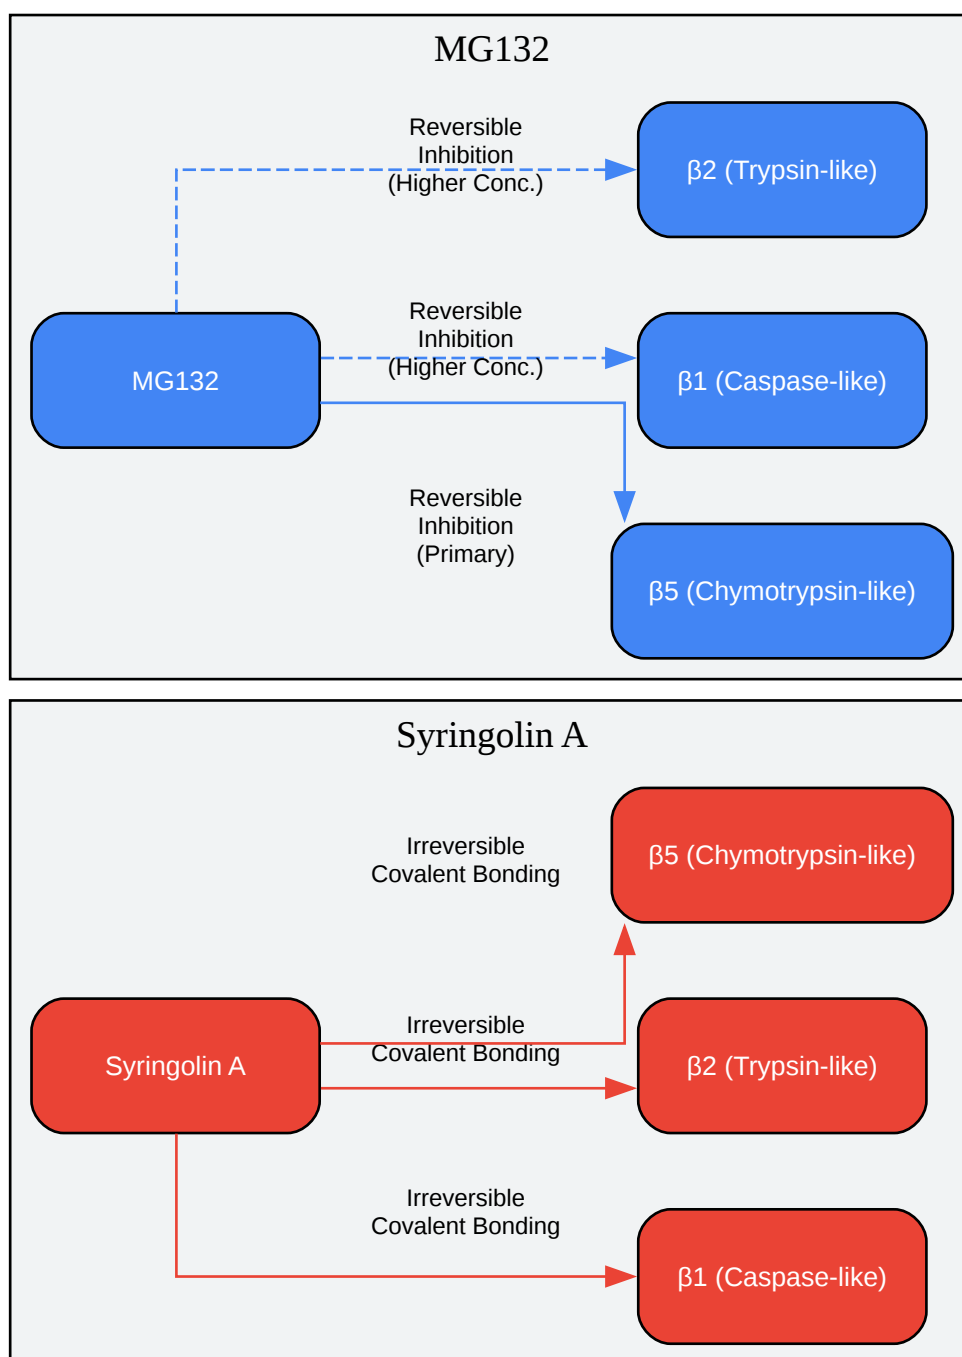 MG132
Reversible
Inhibition
(Higher Conc.)
β2 (Trypsin-like)
Reversible
Inhibition
(Higher Conc.)
MG132
β1 (Caspase-like)
Reversible
Inhibition
(Primary)
β5 (Chymotrypsin-like)
Syringolin A
Irreversible
Covalent Bonding
β5 (Chymotrypsin-like)
Irreversible
Covalent Bonding
Syringolin A
β2 (Trypsin-like)
Irreversible
Covalent Bonding
β1 (Caspase-like)